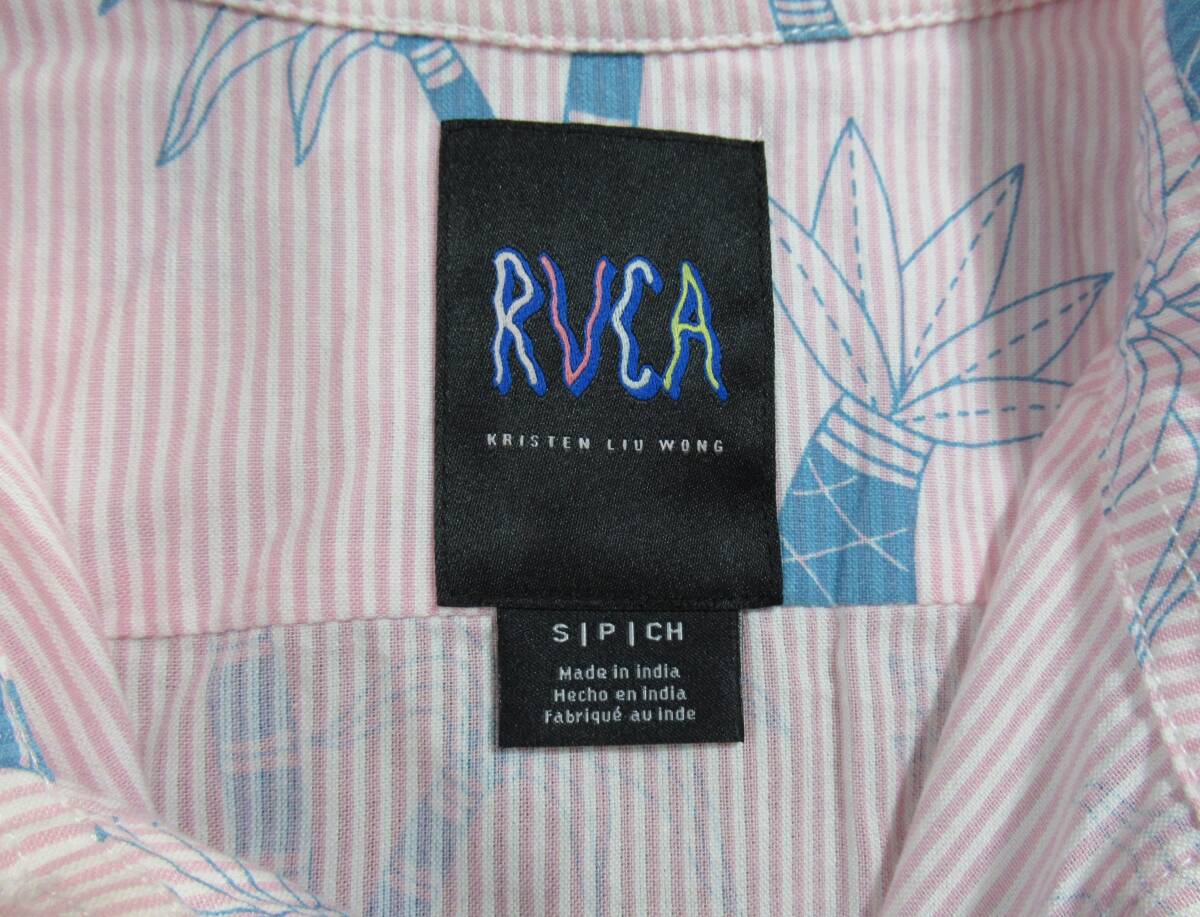 RVCA
KRISTEN LIU WONG
S | P | CH
Made in india
Hecho en india
Fabriqué au inde